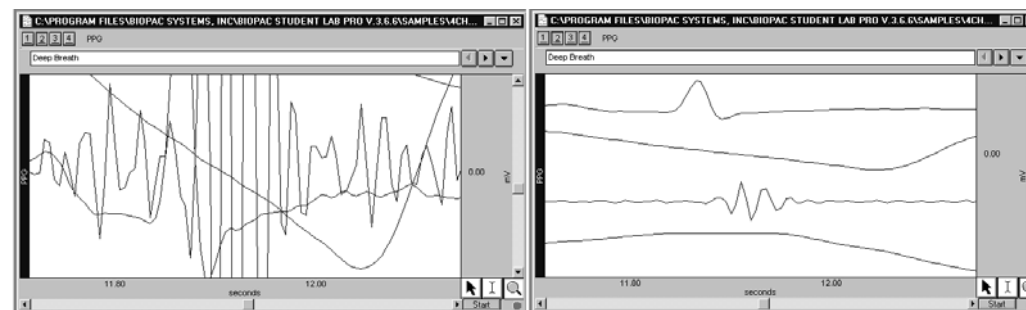 C:\PROGRAM FILES\BIOPAC SYSTEMS, INC\BIOPAC STUDENT LAB PRO V.3.6.6\SAMPLES\4CH...
1 2 3 4 PPG
Deep Breath
PPG
0.00
mV
11.80
12.00
seconds
Start
C:\PROGRAM FILES\BIOPAC SYSTEMS, INC\BIOPAC STUDENT LAB PRO V.3.6.6\SAMPLES\4CH...
1 2 3 4 PPG
Deep Breath
PPG
0.00
mV
11.80
12.00
seconds
Start